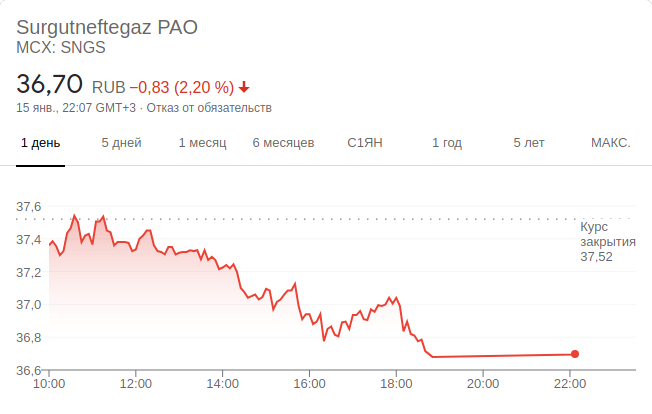 Surgutneftegaz PAO
MCX: SNGS
36,70 RUB −0,83 (2,20 %)
15 янв., 22:07 GMT+3 · Отказ от обязательств
1 день 5 дней 1 месяц 6 месяцев С1ЯН 1 год 5 лет МАКС.
37,6
Курс
закрытия
37,52
37,4
37,2
37,0
36,8
36,6
10:00 12:00 14:00 16:00 18:00 20:00 22:00